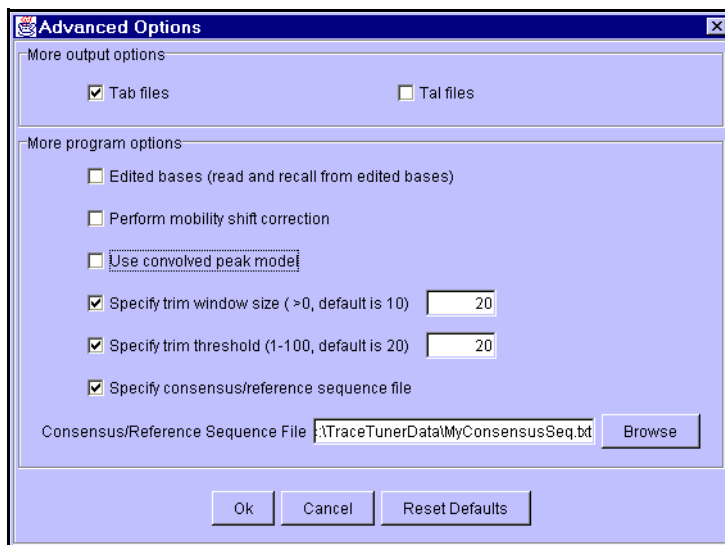 Advanced Options
More output options
Tab files
Tal files
More program options
Edited bases (read and recall from edited bases)
Perform mobility shift correction
Use convolved peak model
Specify trim window size ( >0, default is 10) 20
Specify trim threshold (1-100, default is 20) 20
Specify consensus/reference sequence file
Consensus/Reference Sequence File :\TraceTunerData\MyConsensusSeq.txt Browse
Ok Cancel Reset Defaults